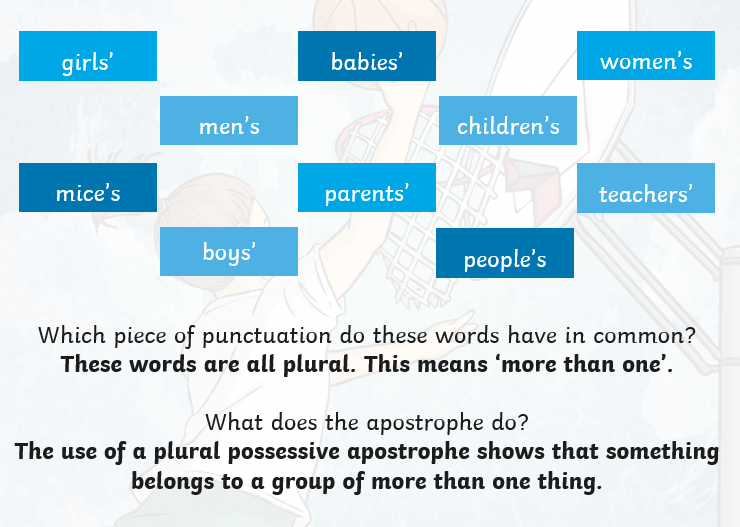 girls’ babies’ women’s
men’s children’s
mice’s parents’ teachers’
boys’ people’s
Which piece of punctuation do these words have in common?
These words are all plural. This means ‘more than one’.
What does the apostrophe do?
The use of a plural possessive apostrophe shows that something
belongs to a group of more than one thing.